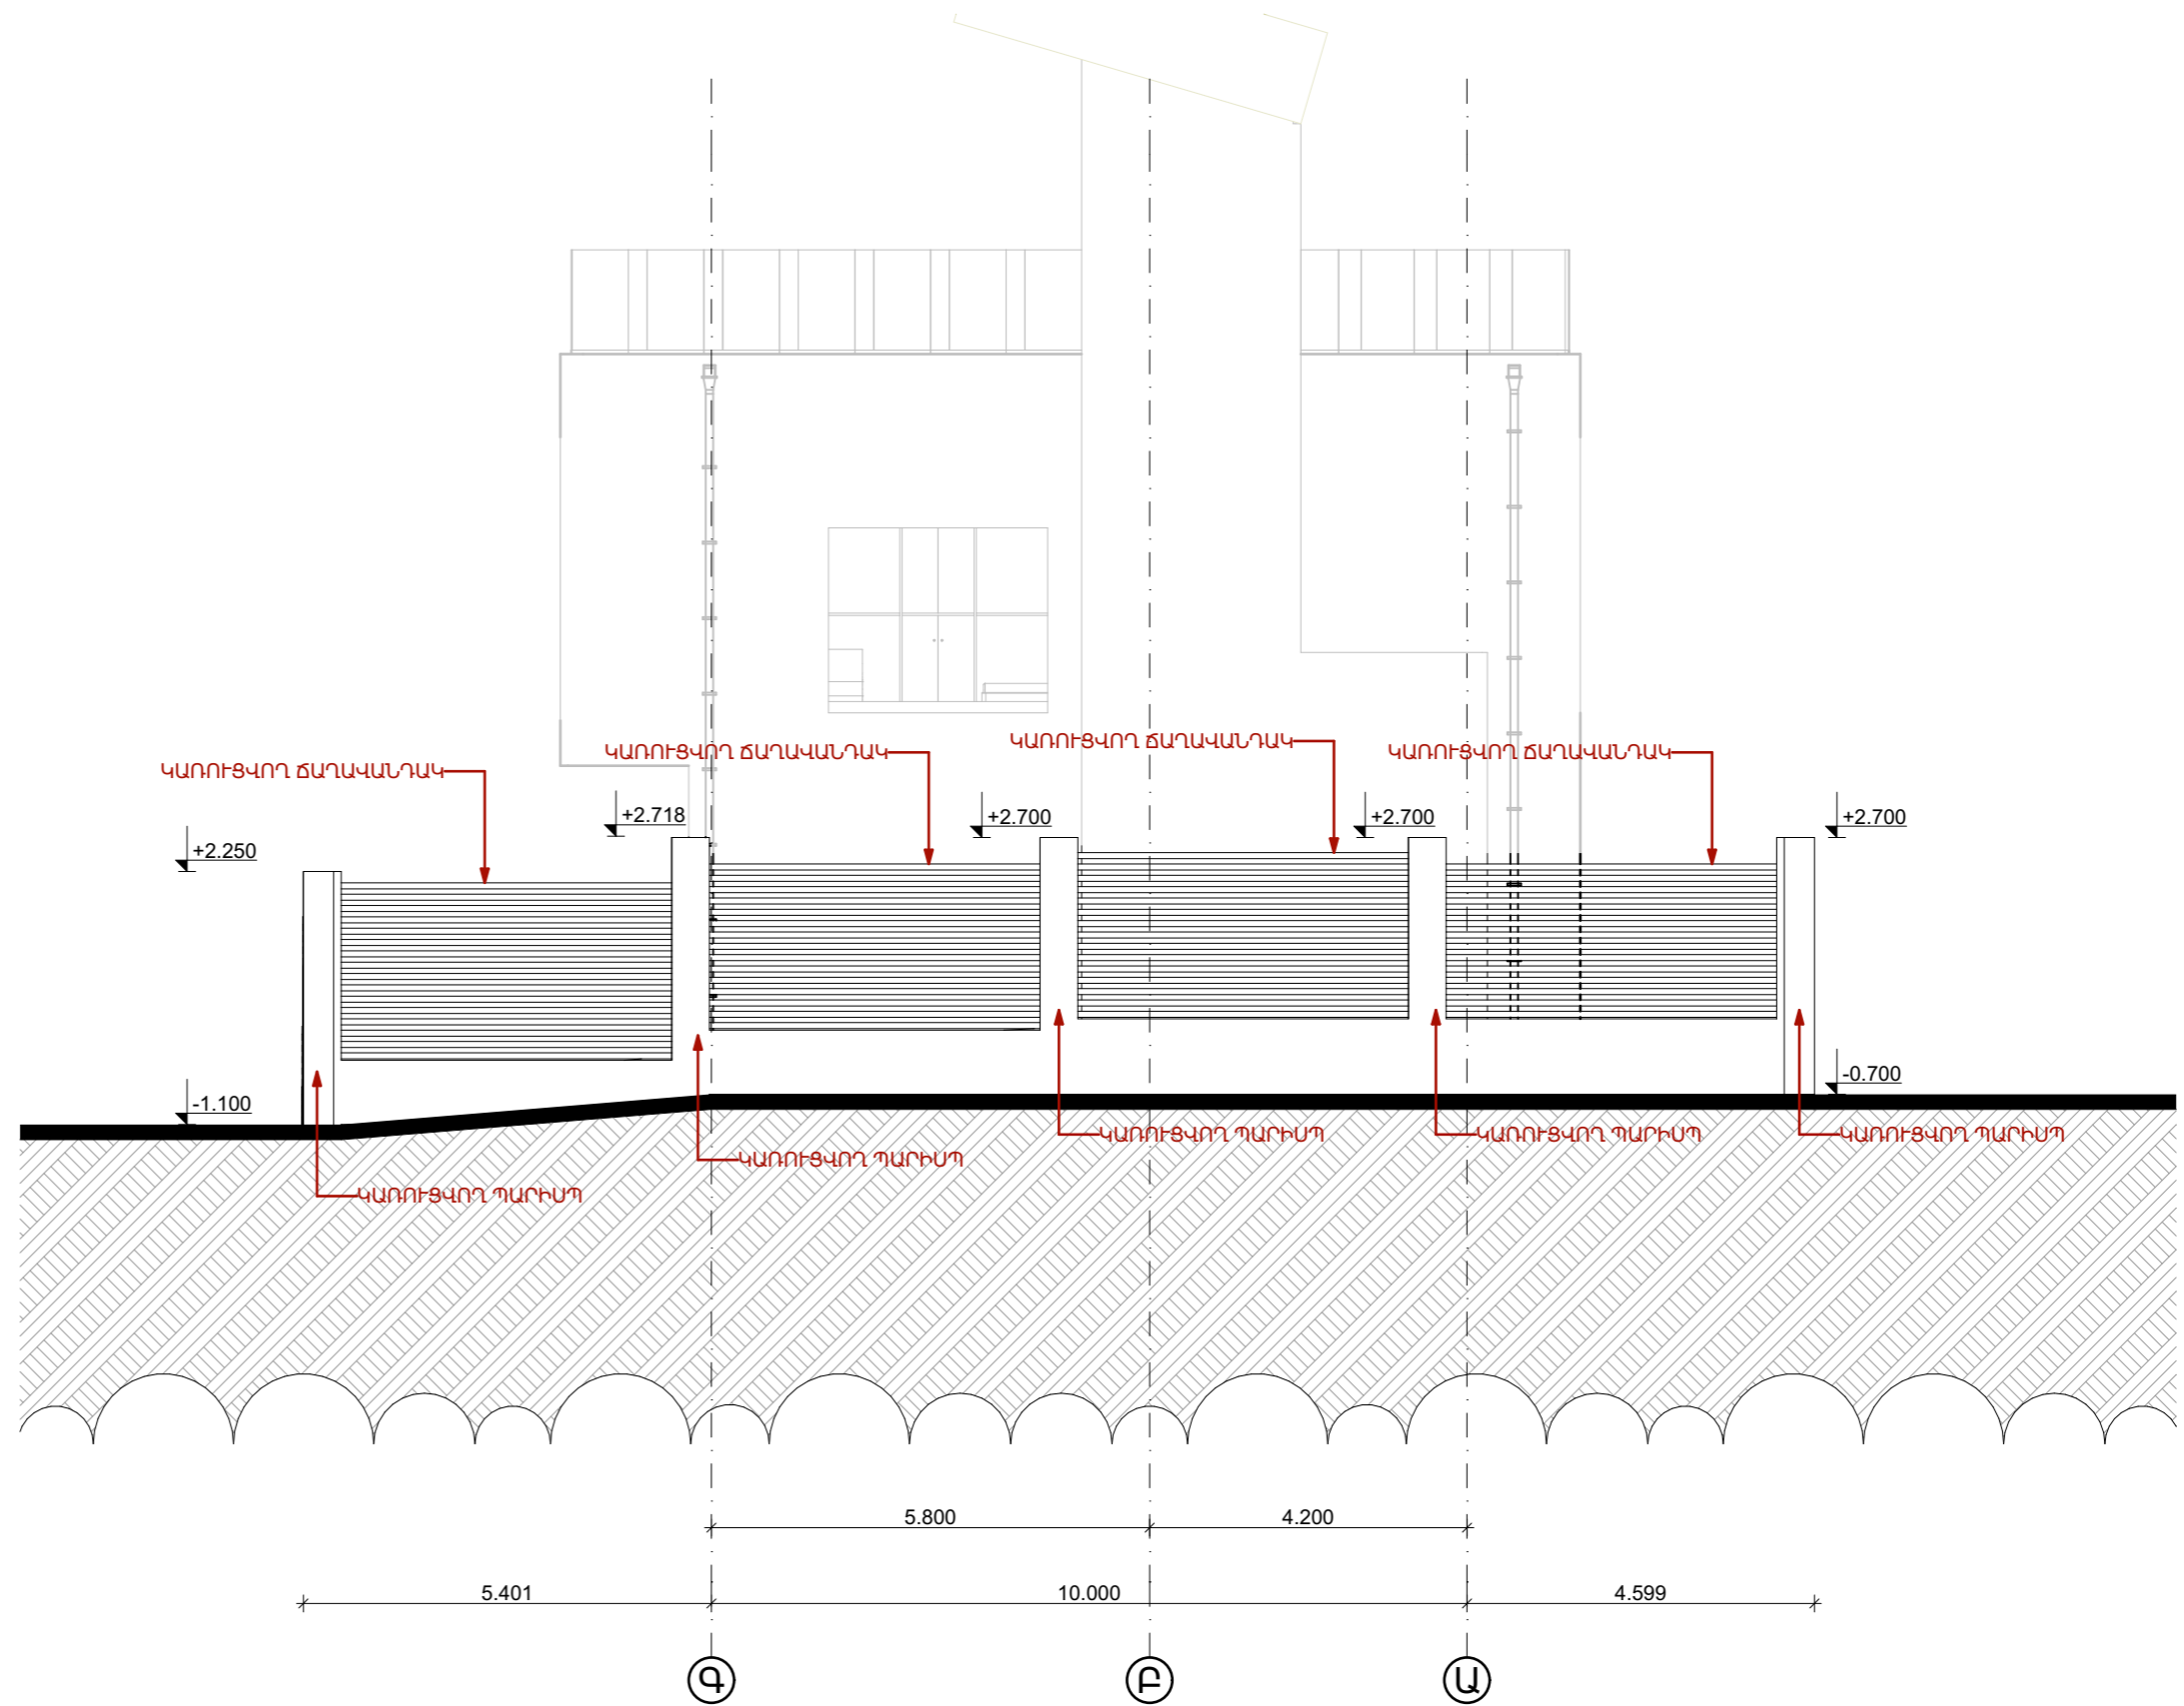 ԿԱՌՈՒՑՎՈՂ ՃԱՂԱՎԱՆԴԱԿ
ԿԱՌՈՒՑՎՈՂ ՃԱՂԱՎԱՆԴԱԿ
ԿԱՌՈՒՑՎՈՂ ՃԱՂԱՎԱՆԴԱԿ
ԿԱՌՈՒՑՎՈՂ ՃԱՂԱՎԱՆԴԱԿ
+2.250
+2.718
+2.700
+2.700
+2.700
-1.100
-0.700
ԿԱՌՈՒՑՎՈՂ ՊԱՐԻՍՊ
ԿԱՌՈՒՑՎՈՂ ՊԱՐԻՍՊ
ԿԱՌՈՒՑՎՈՂ ՊԱՐԻՍՊ
ԿԱՌՈՒՑՎՈՂ ՊԱՐԻՍՊ
ԿԱՌՈՒՑՎՈՂ ՊԱՐԻՍՊ
5.800
4.200
5.401
10.000
4.599
Գ
Բ
Ա